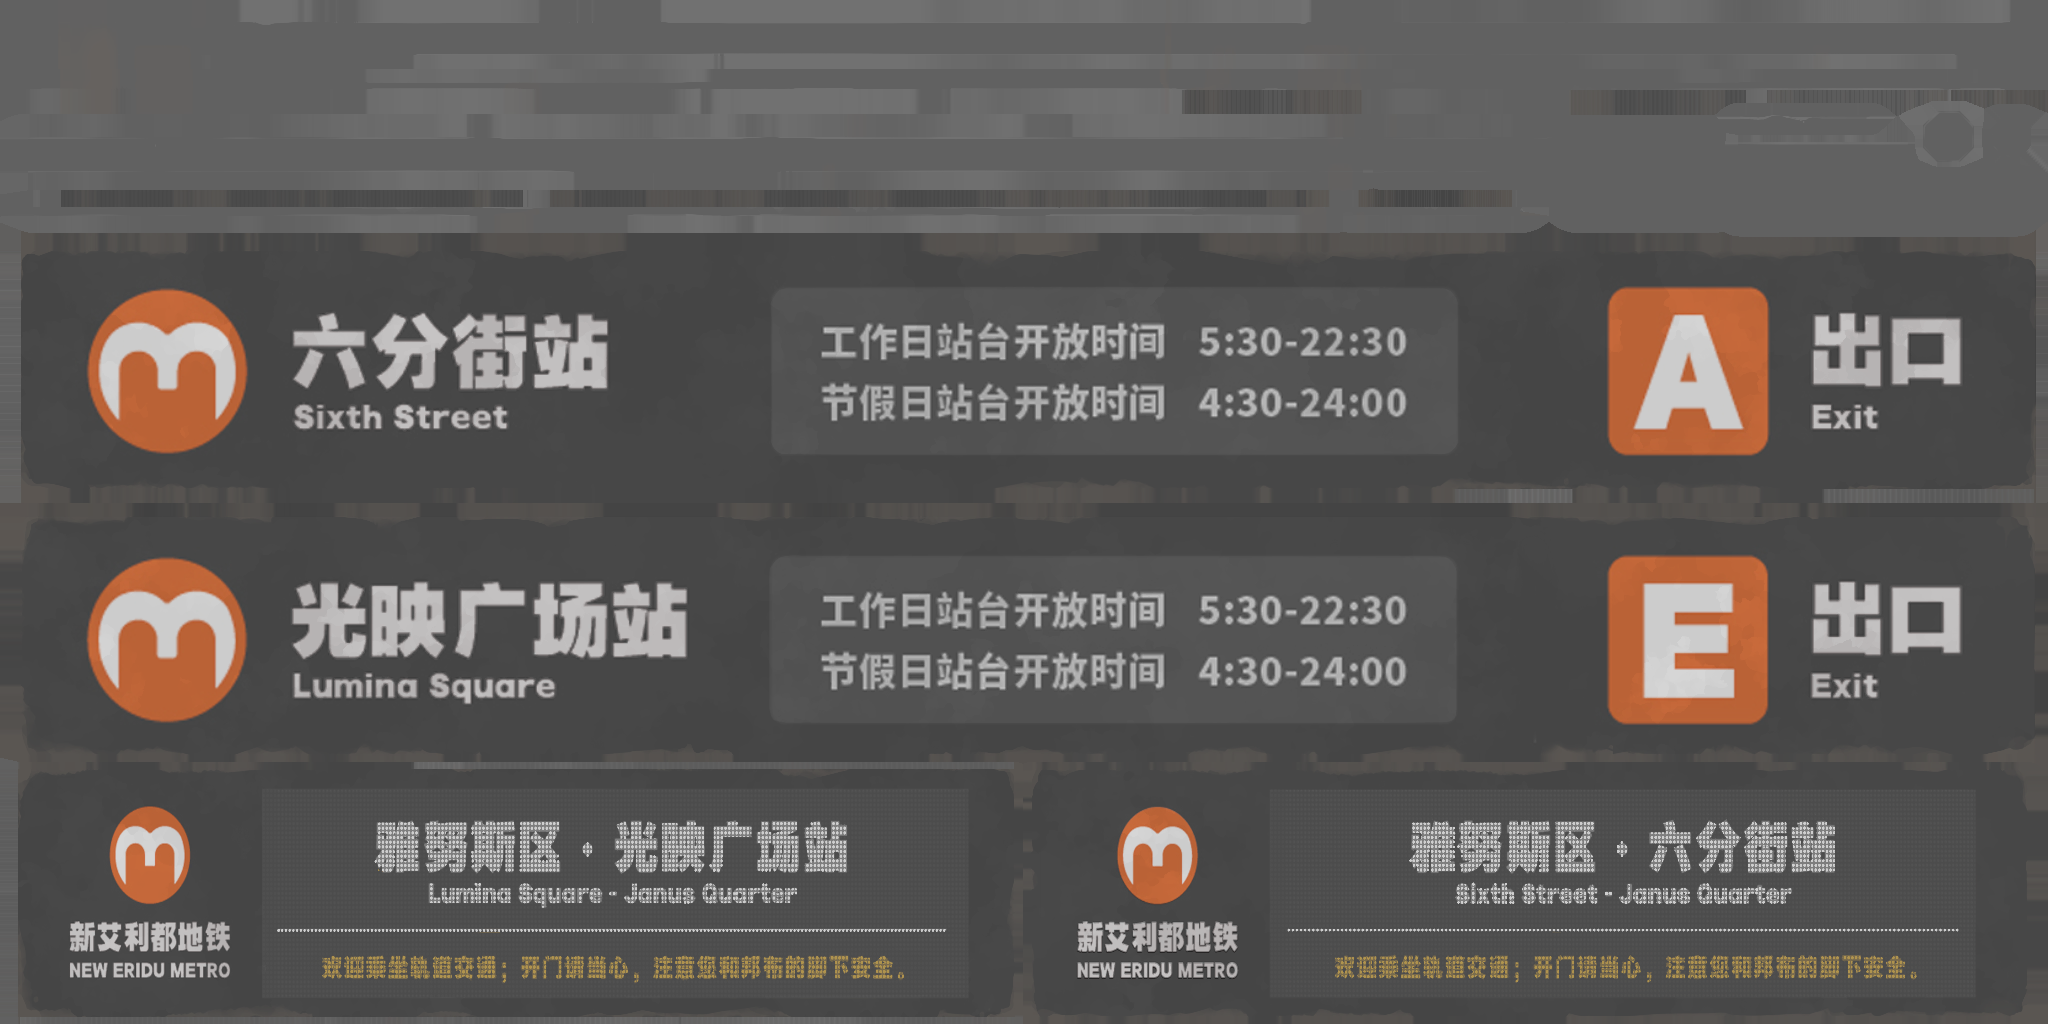 六分街站
Sixth Street
工作日站台开放时间 5:30-22:30
节假日站台开放时间 4:30-24:00
A
出口
Exit
光映广场站
Lumina Square
工作日站台开放时间 5:30-22:30
节假日站台开放时间 4:30-24:00
E
出口
Exit
新艾利都地铁
NEW ERIDU METRO
雅努斯区·光映广场站
Lumina Square - Janus Quarter
欢迎乘坐轨道交通；开门请当心，注意您和邦布的脚下安全。
新艾利都地铁
NEW ERIDU METRO
雅努斯区·六分街站
Sixth Street - Janus Quarter
欢迎乘坐轨道交通；开门请当心，注意您和邦布的脚下安全。